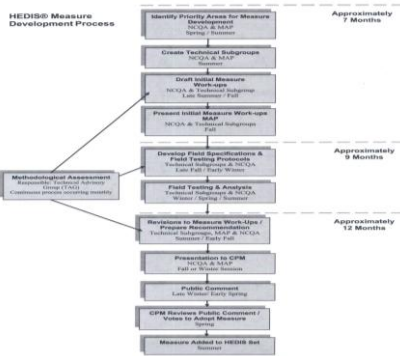 HEDIS® Measure
Development Process
Identify Priority Areas for Measure
Development
NCQA & MAP
Spring / Summer
Approximately
7 Months
Create Technical Subgroups
NCQA & MAP
Summer
Draft Initial Measure
Work-ups
NCQA & Technical Subgroup
Late Summer / Fall
Present Initial Measure Work-ups
MAP
NCQA & Technical Subgroups
Fall
Methodological Assessment
Responsible: Technical Advisory
Group (TAG)
Continuous process occurring monthly
Develop Field Specifications &
Field Testing Protocols
Technical Subgroups & NCQA
Late Fall / Early Winter
Approximately
9 Months
Field Testing & Analysis
Technical Subgroups & NCQA
Winter / Spring / Summer
Revisions to Measure Work-Ups /
Prepare Recommendation
Technical Subgroups, MAP & NCQA
Summer / Early Fall
Approximately
12 Months
Presentation to CPM
NCQA & MAP
Fall or Winter Session
Public Comment
Late Winter/ Early Spring
CPM Reviews Public Comment /
Votes to Adopt Measure
Spring
Measure Added to HEDIS Set
Summer